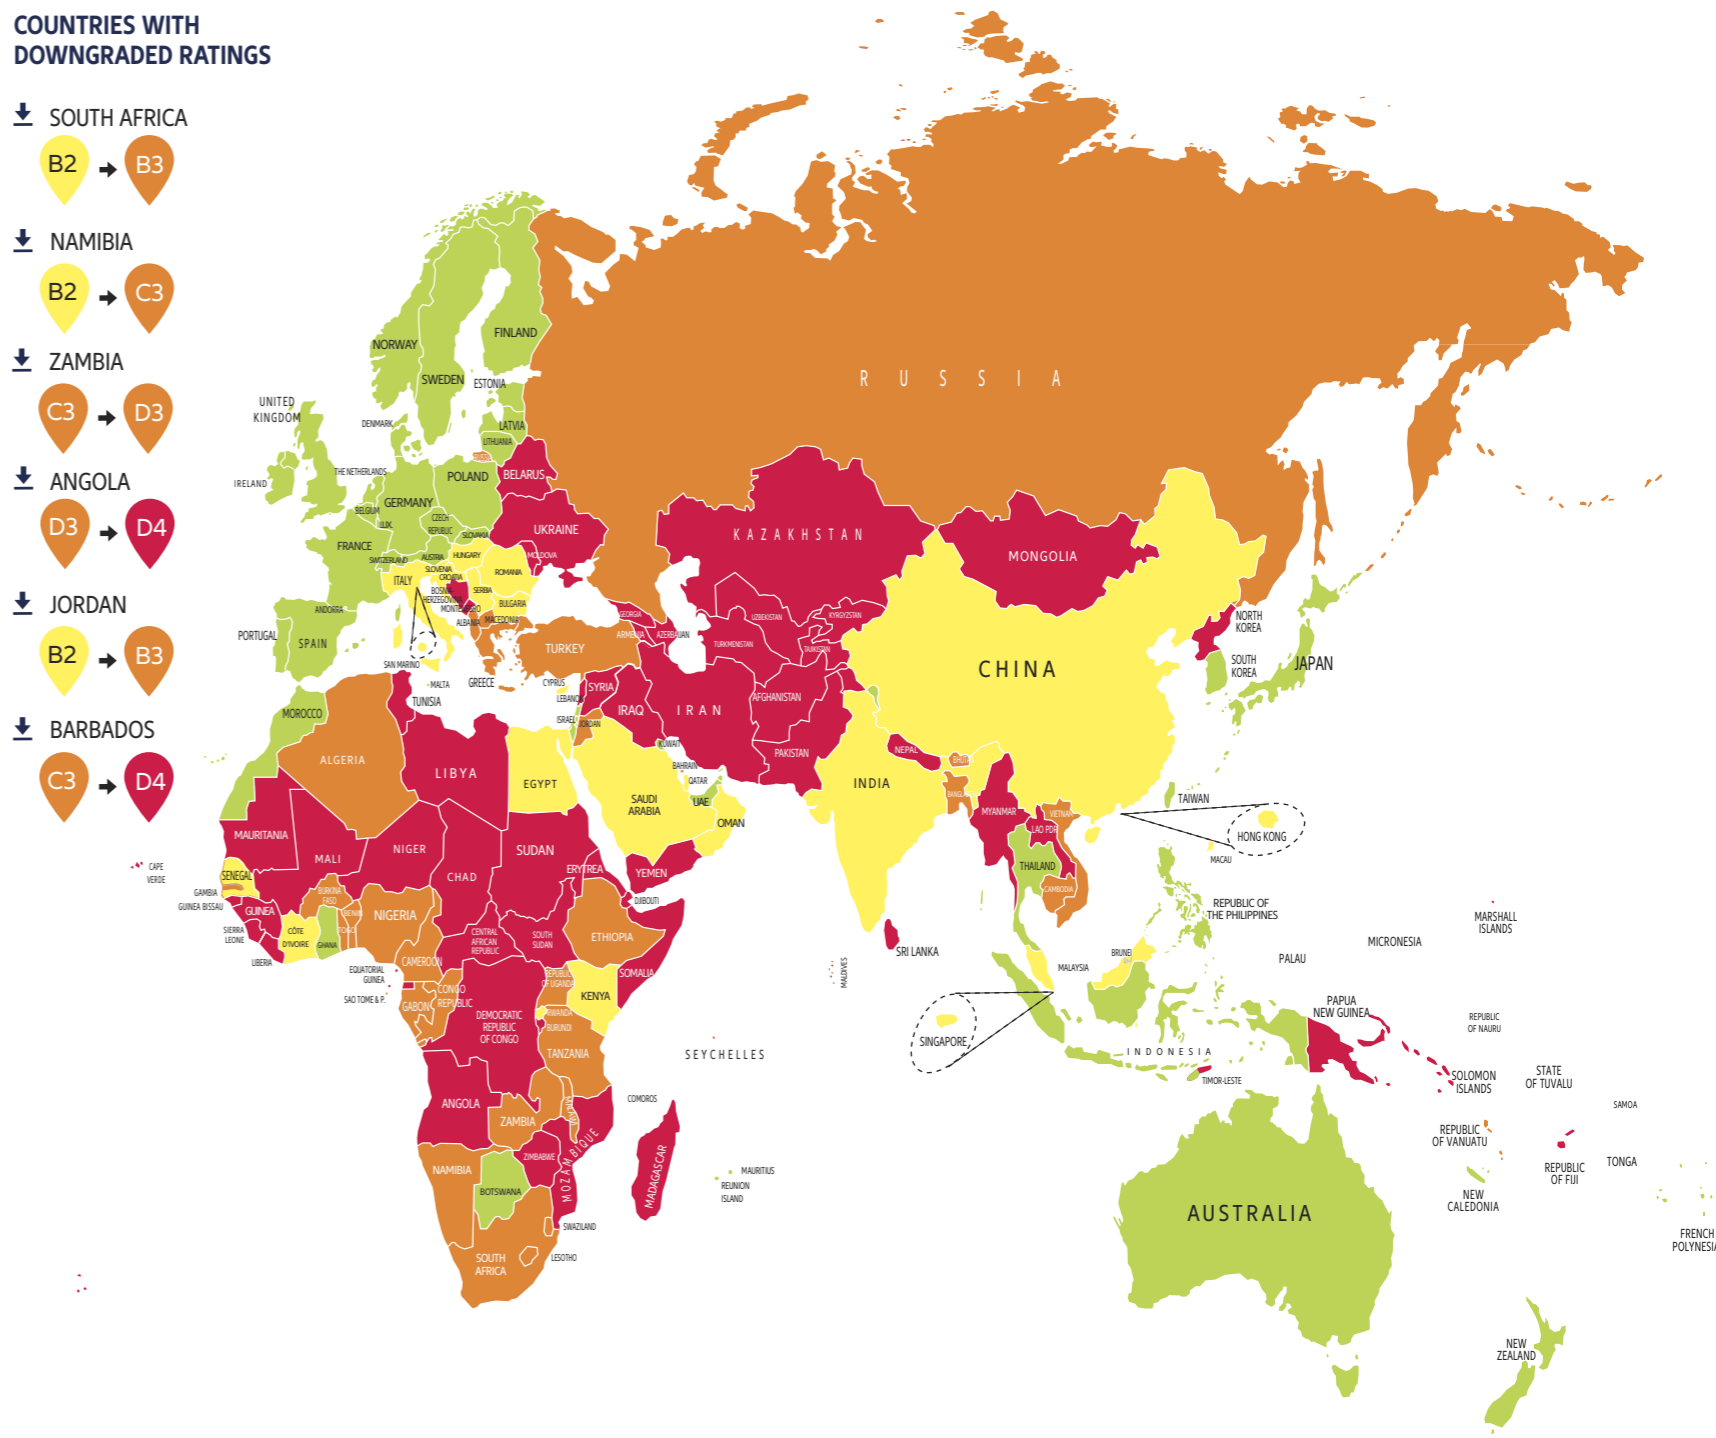 COUNTRIES WITH
DOWNGRADED RATINGS
SOUTH AFRICA
B2
B3
NAMIBIA
B2
C3
ZAMBIA
C3
D3
ANGOLA
D3
D4
JORDAN
B2
B3
BARBADOS
C3
D4
RUSSIA
FINLAND
NORWAY
SWEDEN
ESTONIA
UNITED
KINGDOM
DENMARK
LATVIA
LITHUANIA
THE NETHERLANDS
IRELAND
POLAND
BELARUS
GERMANY
BELGIUM
LUX.
CZECH
REPUBLIC
SLOVAKIA
UKRAINE
MOLDOVA
FRANCE
SWITZERLAND
AUSTRIA
HUNGARY
SLOVENIA
CROATIA
ROMANIA
ITALY
BOSNIA
HERZEGOVINA
SERBIA
MONTENEGRO
BULGARIA
ALBANIA
MACEDONIA
ANDORRA
PORTUGAL
SPAIN
SAN MARINO
MALTA
GREECE
TURKEY
GEORGIA
ARMENIA
AZERBAIJAN
KAZAKHSTAN
MONGOLIA
UZBEKISTAN
KYRGYZSTAN
TURKMENISTAN
TAJIKISTAN
CHINA
NORTH
KOREA
SOUTH
KOREA
JAPAN
CYPRUS
LEBANON
SYRIA
IRAQ
IRAN
AFGHANISTAN
PAKISTAN
ISRAEL
JORDAN
KUWAIT
BAHRAIN
QATAR
UAE
OMAN
SAUDI
ARABIA
YEMEN
NEPAL
INDIA
MYANMAR
LAO PDR
VIETNAM
THAILAND
CAMBODIA
TAIWAN
HONG KONG
MACAU
REPUBLIC OF
THE PHILIPPINES
SRI LANKA
MALDIVES
MALAYSIA
BRUNEI
SINGAPORE
INDONESIA
TIMOR-LESTE
PALAU
MICRONESIA
MARSHALL
ISLANDS
PAPUA
NEW GUINEA
REPUBLIC
OF NAURU
SOLOMON
ISLANDS
STATE
OF TUVALU
SAMOA
REPUBLIC
OF VANUATU
REPUBLIC
OF FIJI
TONGA
NEW
CALEDONIA
FRENCH
AUSTRALIA
NEW
ZEALAND
MOROCCO
ALGERIA
TUNISIA
LIBYA
EGYPT
MAURITANIA
MALI
NIGER
CHAD
SUDAN
ERYTREA
DJIBOUTI
CAPE
VERDE
SENEGAL
GAMBIA
GUINEA BISSAU
GUINEA
SIERRA
LEONE
LIBERIA
CÔTE
D'IVOIRE
BURKINA
FASO
GHANA
TOGO
BENIN
NIGERIA
CAMEROON
CENTRAL
AFRICAN
REPUBLIC
SOUTH
SUDAN
ETHIOPIA
SOMALIA
EQUATORIAL
GUINEA
SAO TOME & P.
GABON
CONGO
REPUBLIC
DEMOCRATIC
REPUBLIC
OF CONGO
REPUBLIC
OF UGANDA
KENYA
RWANDA
BURUNDI
TANZANIA
SEYCHELLES
COMOROS
ANGOLA
ZAMBIA
MALAWI
MOZAMBIQUE
ZIMBABWE
NAMIBIA
BOTSWANA
MADAGASCAR
MAURITIUS
REUNION
ISLAND
SWAZILAND
LESOTHO
SOUTH
AFRICA